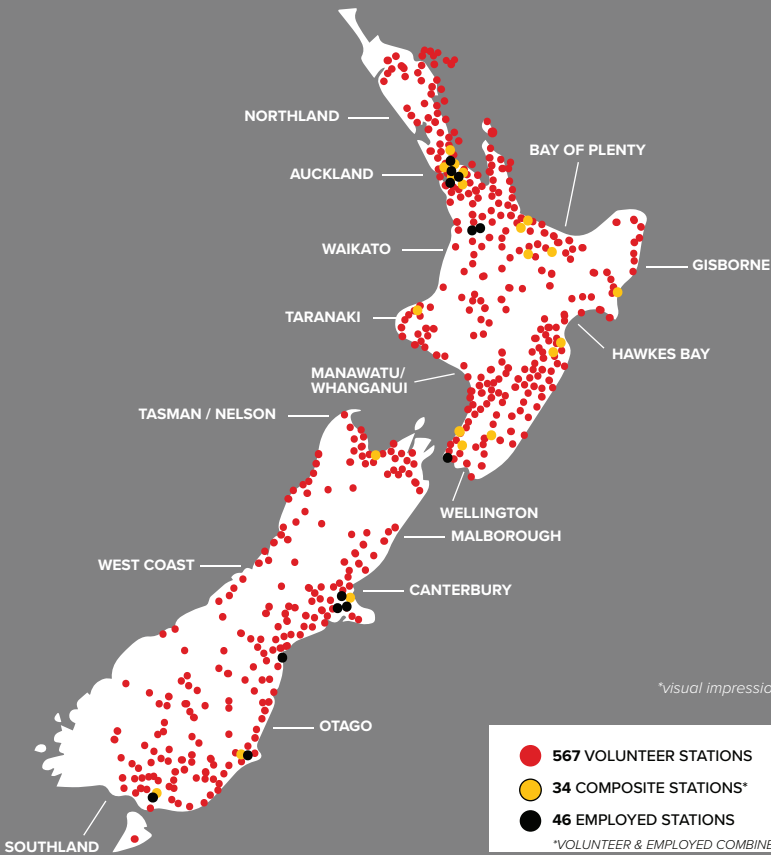 NORTHLAND
BAY OF PLENTY
AUCKLAND
WAIKATO
GISBORNE
TARANAKI
HAWKES BAY
MANAWATU/
WHANGANUI
TASMAN / NELSON
WELLINGTON
MALBOROUGH
WEST COAST
CANTERBURY
*visual impressio
OTAGO
567 VOLUNTEER STATIONS
34 COMPOSITE STATIONS*
46 EMPLOYED STATIONS
*VOLUNTEER & EMPLOYED COMBINE
SOUTHLAND